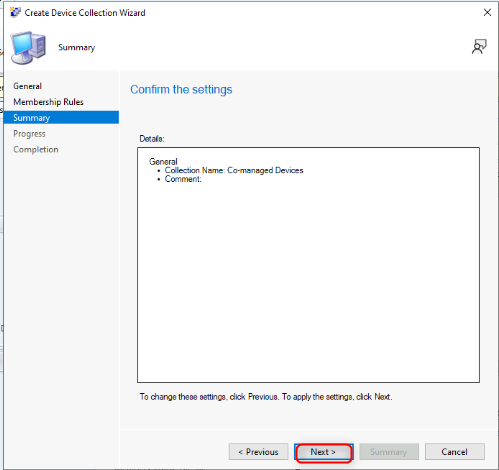 Create Device Collection Wizard
Summary
General
Membership Rules
Summary
Progress
Completion
Confirm the settings
Details:
General
• Collection Name: Co-managed Devices
• Comment:
To change these settings, click Previous. To apply the settings, click Next.
< Previous
Next >
Summary
Cancel